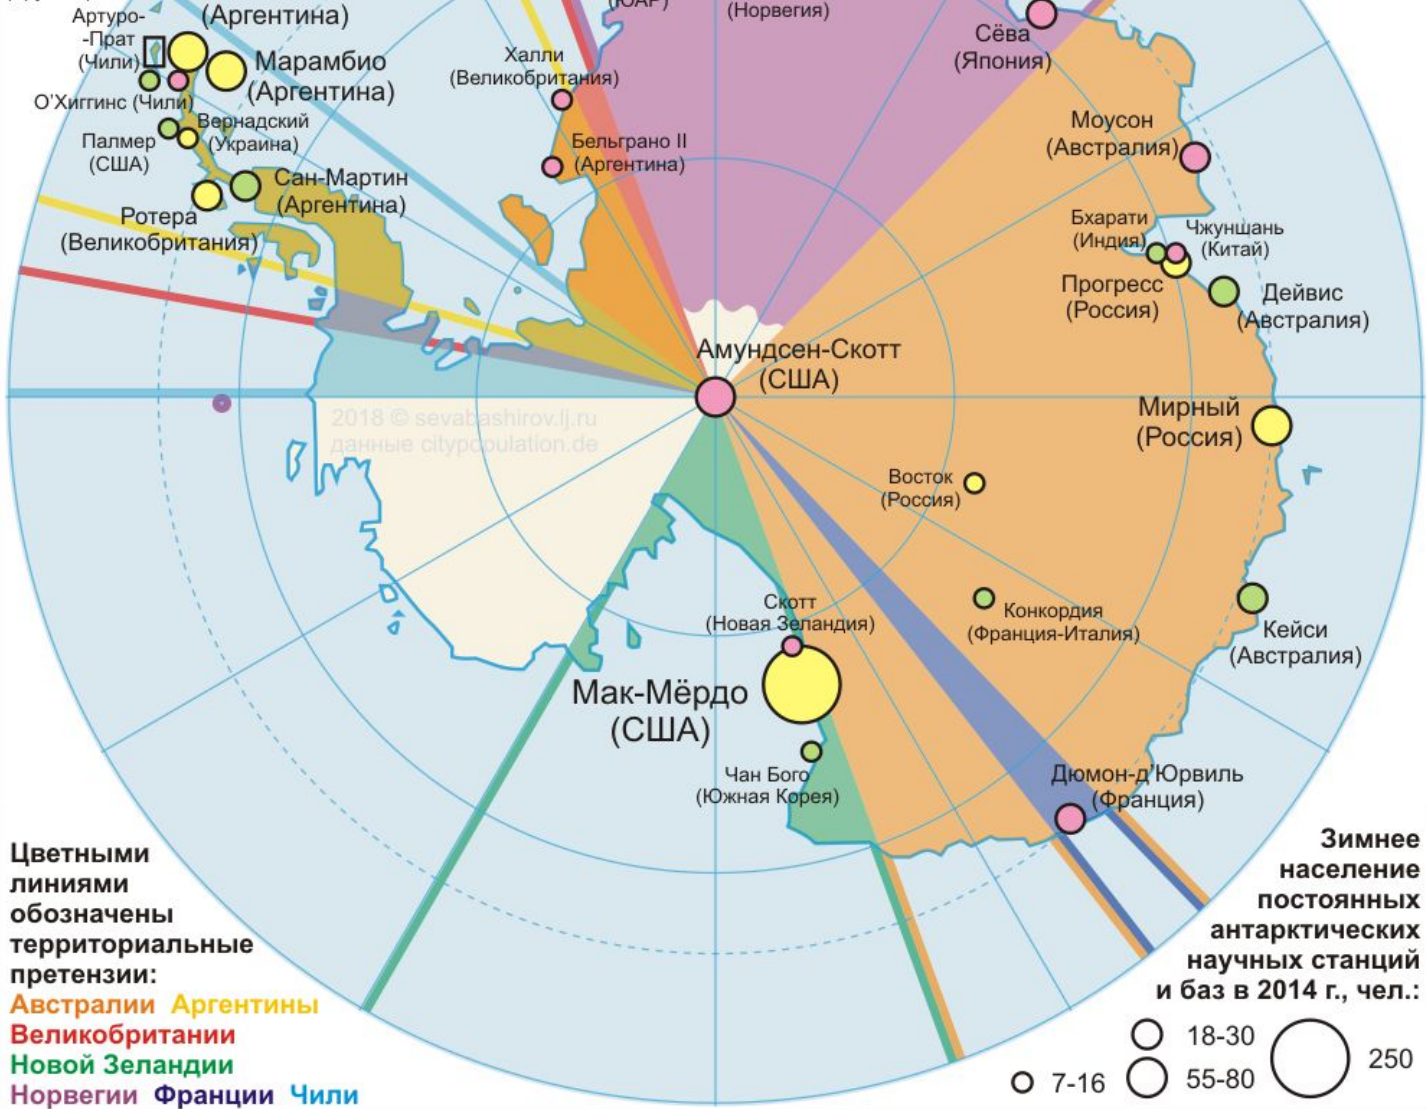 (ЮАР)
(Норвегия)
(Аргентина)
Артуро-
-Прат
(Чили)
Марамбио
(Аргентина)
О'Хиггинс (Чили)
Вернадский
(Украина)
Палмер
(США)
Сан-Мартин
(Аргентина)
Ротера
(Великобритания)
Халли
(Великобритания)
Бельграно II
(Аргентина)
Сёва
(Япония)
Моусон
(Австралия)
Бхарати
(Индия)
Чжуншань
(Китай)
Прогресс
(Россия)
Дейвис
(Австралия)
Амундсен-Скотт
(США)
2018 © sevabashirov.lj.ru
данные citypopulation.de
Мирный
(Россия)
Восток
(Россия)
Конкордия
(Франция-Италия)
Кейси
(Австралия)
Скотт
(Новая Зеландия)
Мак-Мёрдо
(США)
Чан Бого
(Южная Корея)
Дюмон-д'Юрвиль
(Франция)
Цветными
линиями
обозначены
территориальные
претензии:
Австралии Аргентины
Великобритании
Новой Зеландии
Норвегии Франции Чили
Зимнее
население
постоянных
антарктических
научных станций
и баз в 2014 г., чел.:
18-30
250
7-16
55-80